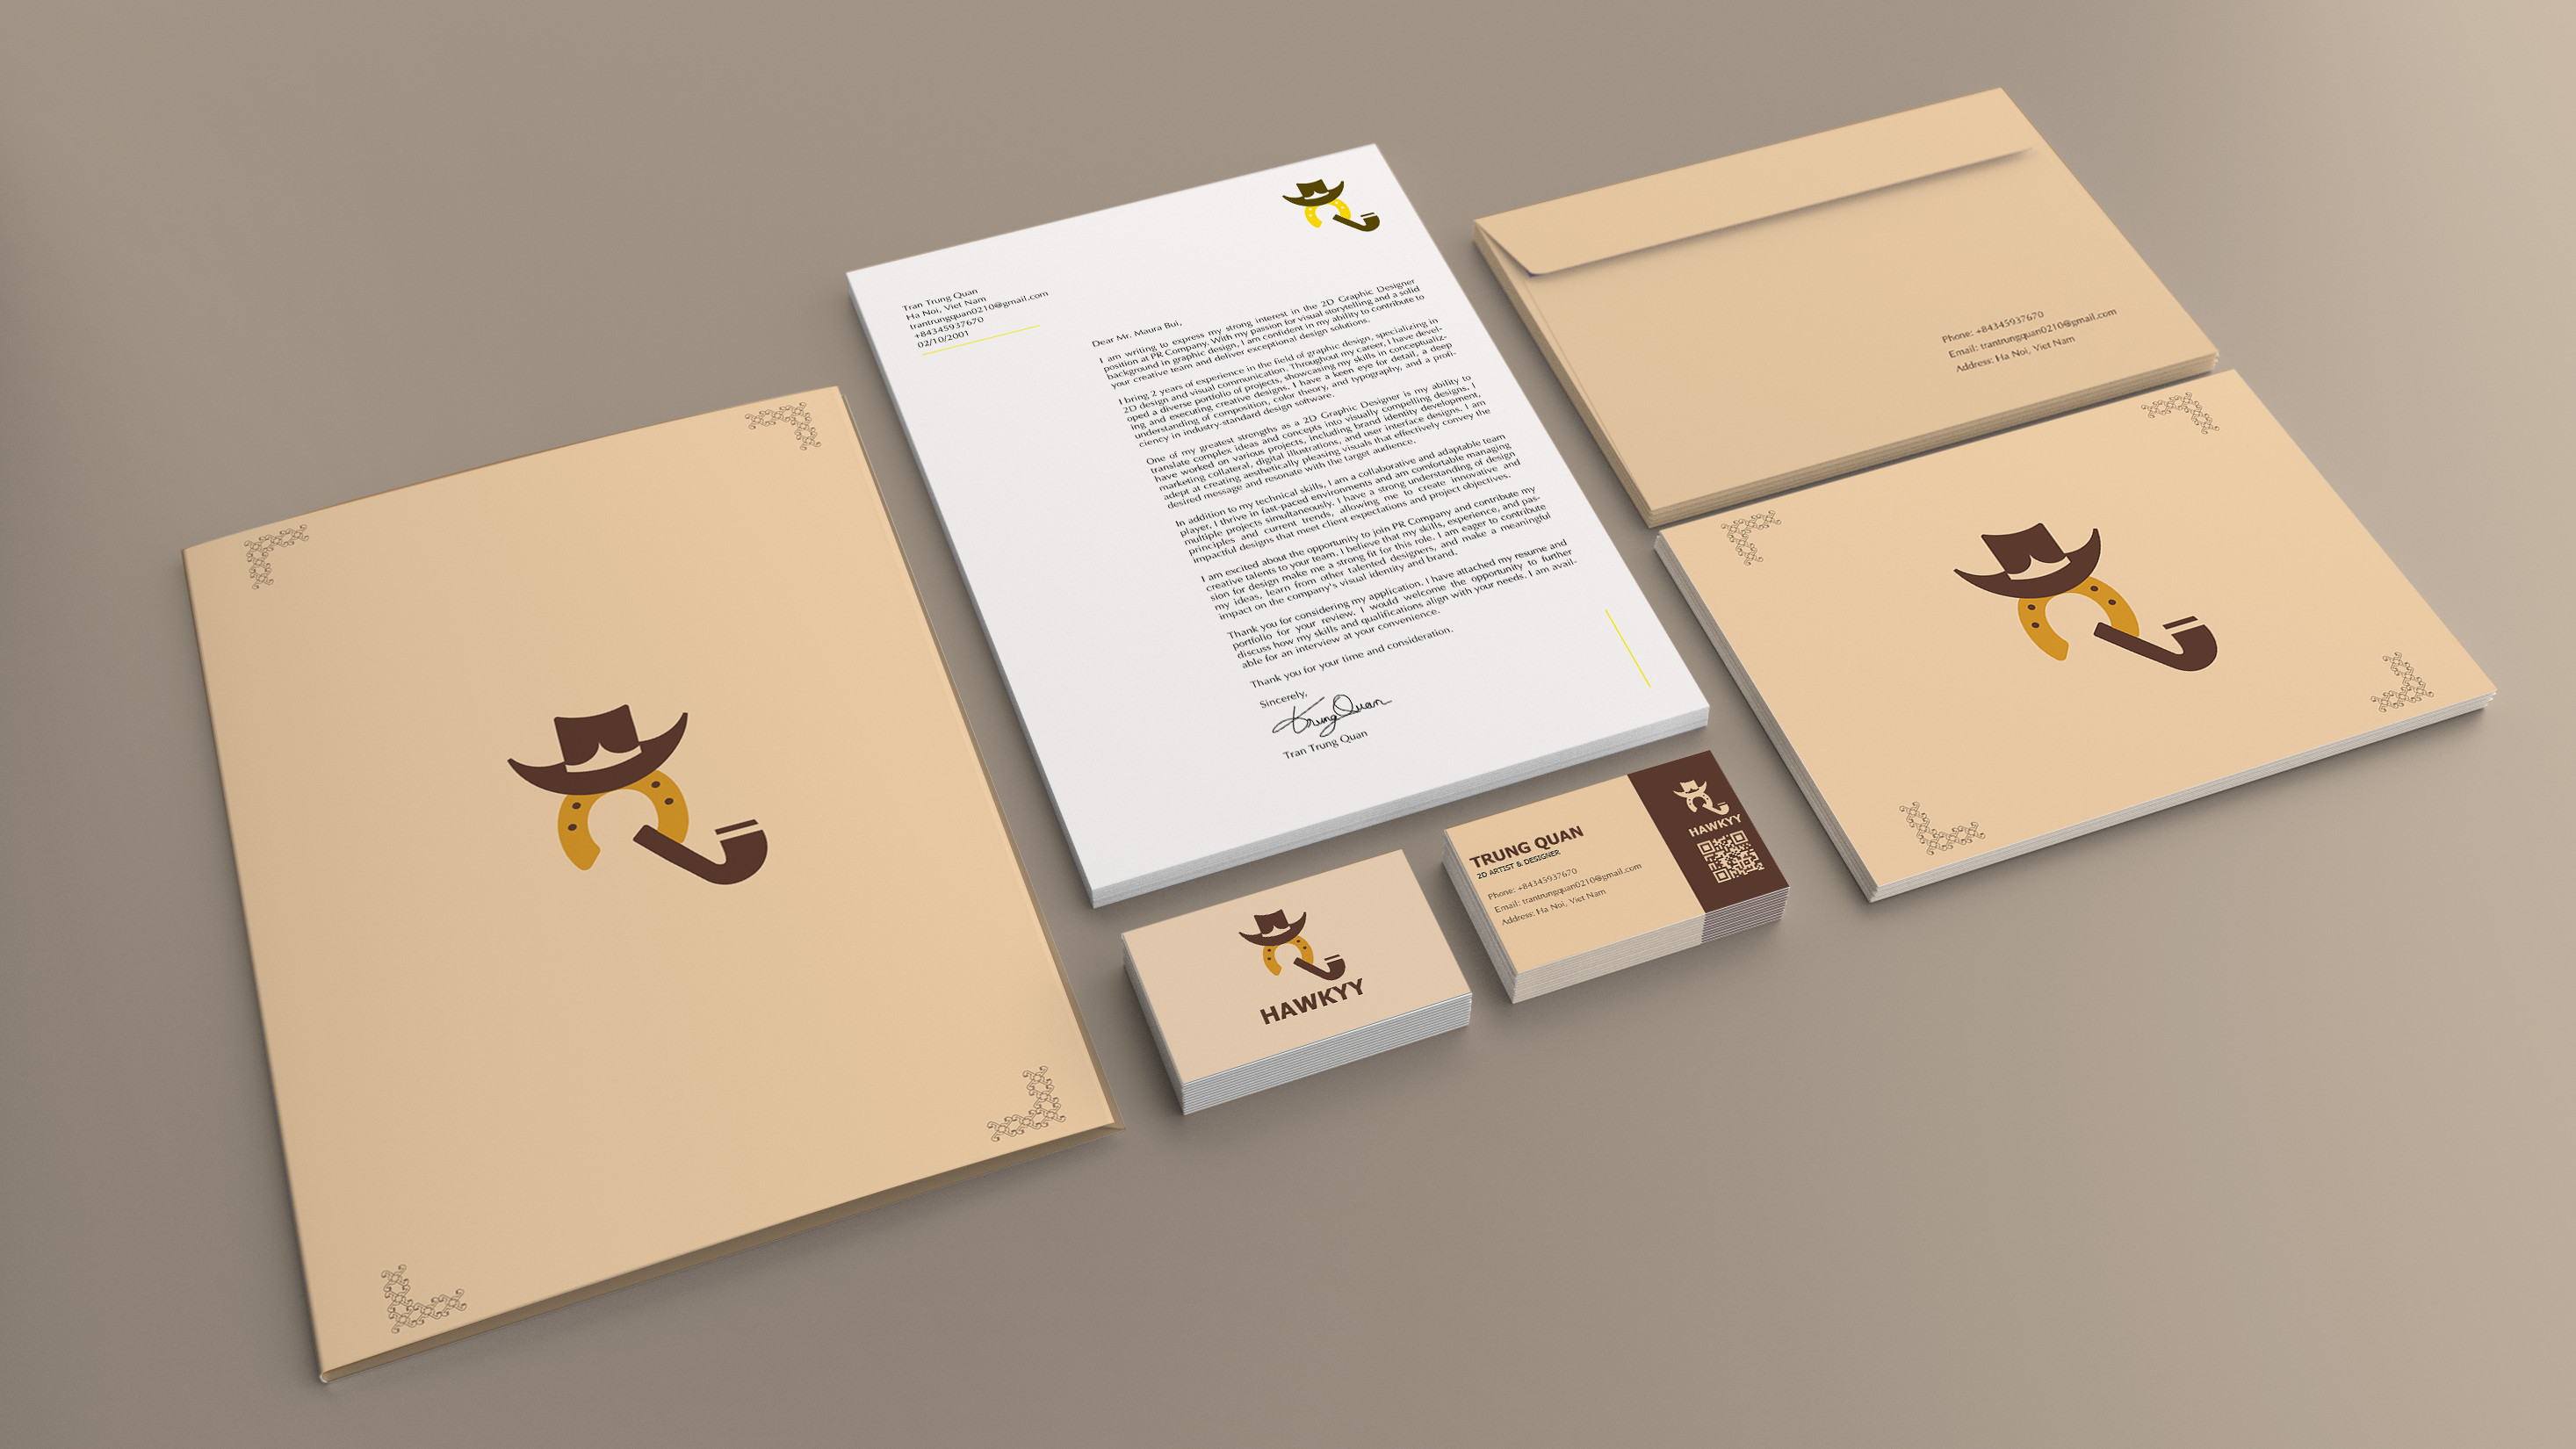 Tran Trung Quan
Ha Noi, Viet Nam
trantrungquan0210@gmail.com
+84345937670
02/10/2001
Dear Mr. Maura Bui,
I am writing to express my strong interest in the 2D Graphic Designer
position at PR Company. With my passion for visual storytelling and a solid
background in graphic design, I am confident in my ability to contribute to
your creative team and deliver exceptional design solutions.
I bring 2 years of experience in the field of graphic design, specializing in
2D design and visual communication. Throughout my career, I have devel-
oped a diverse portfolio of projects, showcasing my skills in conceptualiz-
ing and executing creative designs. I have a keen eye for detail, a deep
understanding of composition, color theory, and typography, and a profi-
ciency in industry-standard design software.
One of my greatest strengths as a 2D Graphic Designer is my ability to
translate complex ideas and concepts into visually compelling designs. I
have worked on various projects, including brand identity development,
marketing collateral, digital illustrations, and user interface designs. I am
adept at creating aesthetically pleasing visuals that effectively convey the
desired message and resonate with the target audience.
In addition to my technical skills, I am a collaborative and adaptable team
player. I thrive in fast-paced environments and am comfortable managing
multiple projects simultaneously. I have a strong understanding of design
principles and current trends, allowing me to create innovative and
impactful designs that meet client expectations and project objectives.
I am excited about the opportunity to join PR Company and contribute my
creative talents to your team. I believe that my skills, experience, and pas-
sion for design make me a strong fit for this role. I am eager to contribute
my ideas, learn from other talented designers, and make a meaningful
impact on the company's visual identity and brand.
Thank you for considering my application. I have attached my resume and
portfolio for your review. I would welcome the opportunity to further
discuss how my skills and qualifications align with your needs. I am avail-
able for an interview at your convenience.
Thank you for your time and consideration.
Sincerely,
Trung Quan
Tran Trung Quan
Phone: +84345937670
Email: trantrungquan0210@gmail.com
Address: Ha Noi, Viet Nam
HAWKYY
TRUNG QUAN
2D ARTIST & DESIGNER
Phone: +84345937670
Email: trantrungquan0210@gmail.com
Address: Ha Noi, Viet Nam
HAWKYY